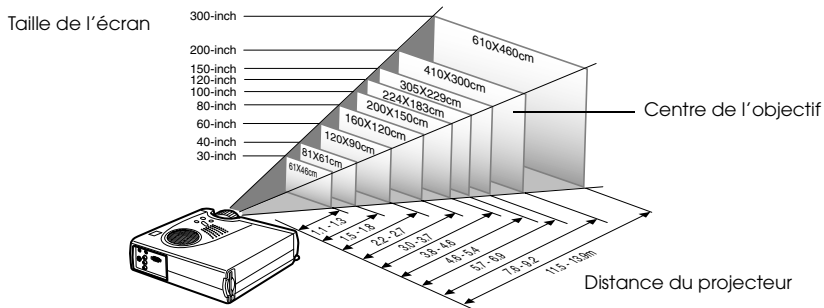 Taille de l’écran
300-inch
200-inch
150-inch
120-inch
100-inch
80-inch
60-inch
40-inch
30-inch
610X460cm
410X300cm
305X229cm
224X183cm
200X150cm
160X120cm
120X90cm
81X61cm
61X46cm
Centre de l’objectif
1.1 - 1.3
1.5 - 1.8
2.2 - 2.7
3.0 - 3.7
3.8 - 4.6
4.6 - 5.4
5.7 - 6.9
7.6 - 9.2
11.5 - 13.9m
Distance du projecteur